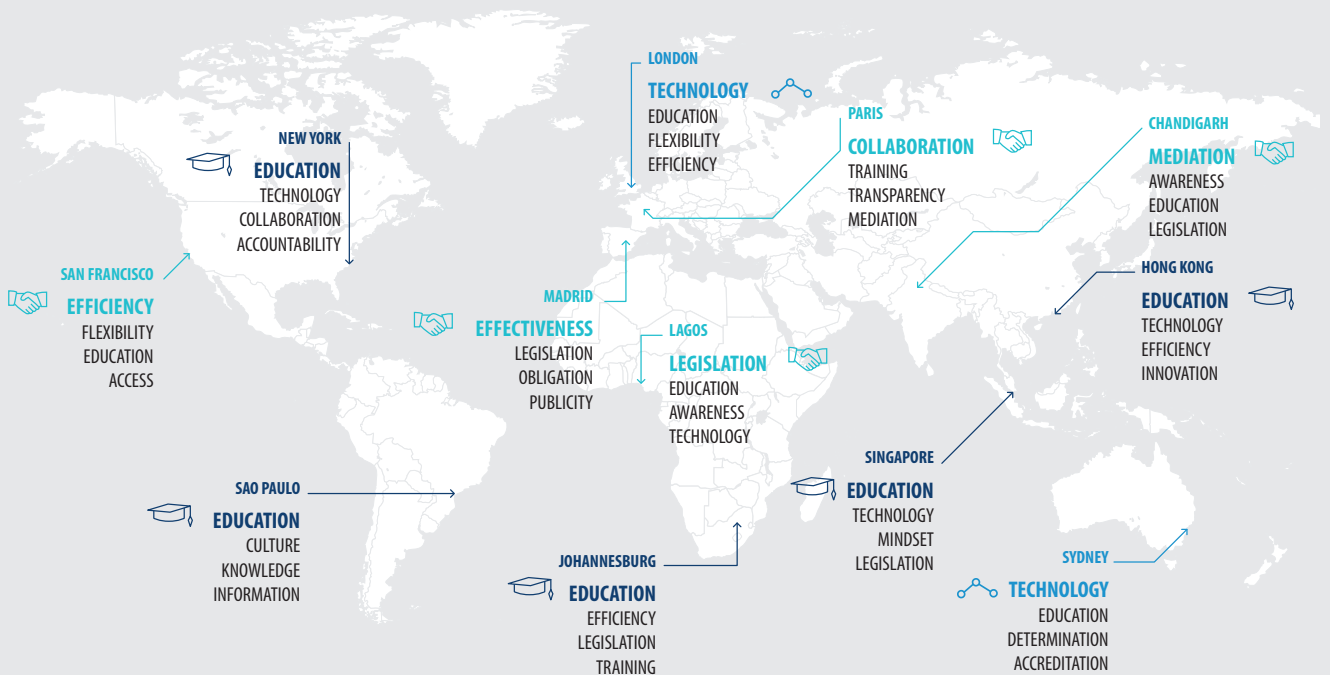 LONDON
TECHNOLOGY
EDUCATION
FLEXIBILITY
EFFICIENCY
PARIS
COLLABORATION
TRAINING
TRANSPARENCY
MEDIATION
CHANDIGARH
MEDIATION
AWARENESS
EDUCATION
LEGISLATION
NEW YORK
EDUCATION
TECHNOLOGY
COLLABORATION
ACCOUNTABILITY
SAN FRANCISCO
EFFICIENCY
FLEXIBILITY
EDUCATION
ACCESS
MADRID
EFFECTIVENESS
LEGISLATION
OBLIGATION
PUBLICITY
LAGOS
LEGISLATION
EDUCATION
AWARENESS
TECHNOLOGY
HONG KONG
EDUCATION
TECHNOLOGY
EFFICIENCY
INNOVATION
SAO PAULO
EDUCATION
CULTURE
KNOWLEDGE
INFORMATION
JOHANNESBURG
EDUCATION
EFFICIENCY
LEGISLATION
TRAINING
SINGAPORE
EDUCATION
TECHNOLOGY
MINDSET
LEGISLATION
SYDNEY
TECHNOLOGY
EDUCATION
DETERMINATION
ACCREDITATION